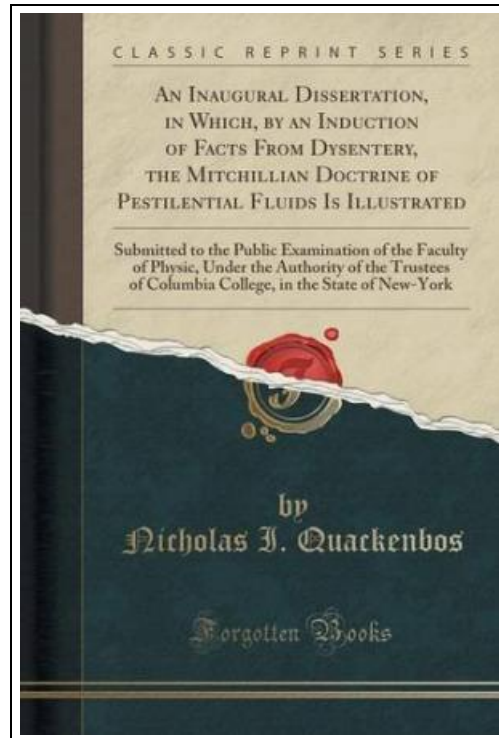 CLASSIC REPRINT SERIES
AN INAUGURAL DISSERTATION,
IN WHICH, BY AN INDUCTION
OF FACTS FROM DYSENTERY,
THE MITCHILLIAN DOCTRINE OF
PESTILENTIAL FLUIDS IS ILLUSTRATED
Submitted to the Public Examination of the Faculty
of Physic, Under the Authority of the Trustees
of Columbia College, in the State of New-York
by
Nicholas I. Quackenbos
Forgotten Books